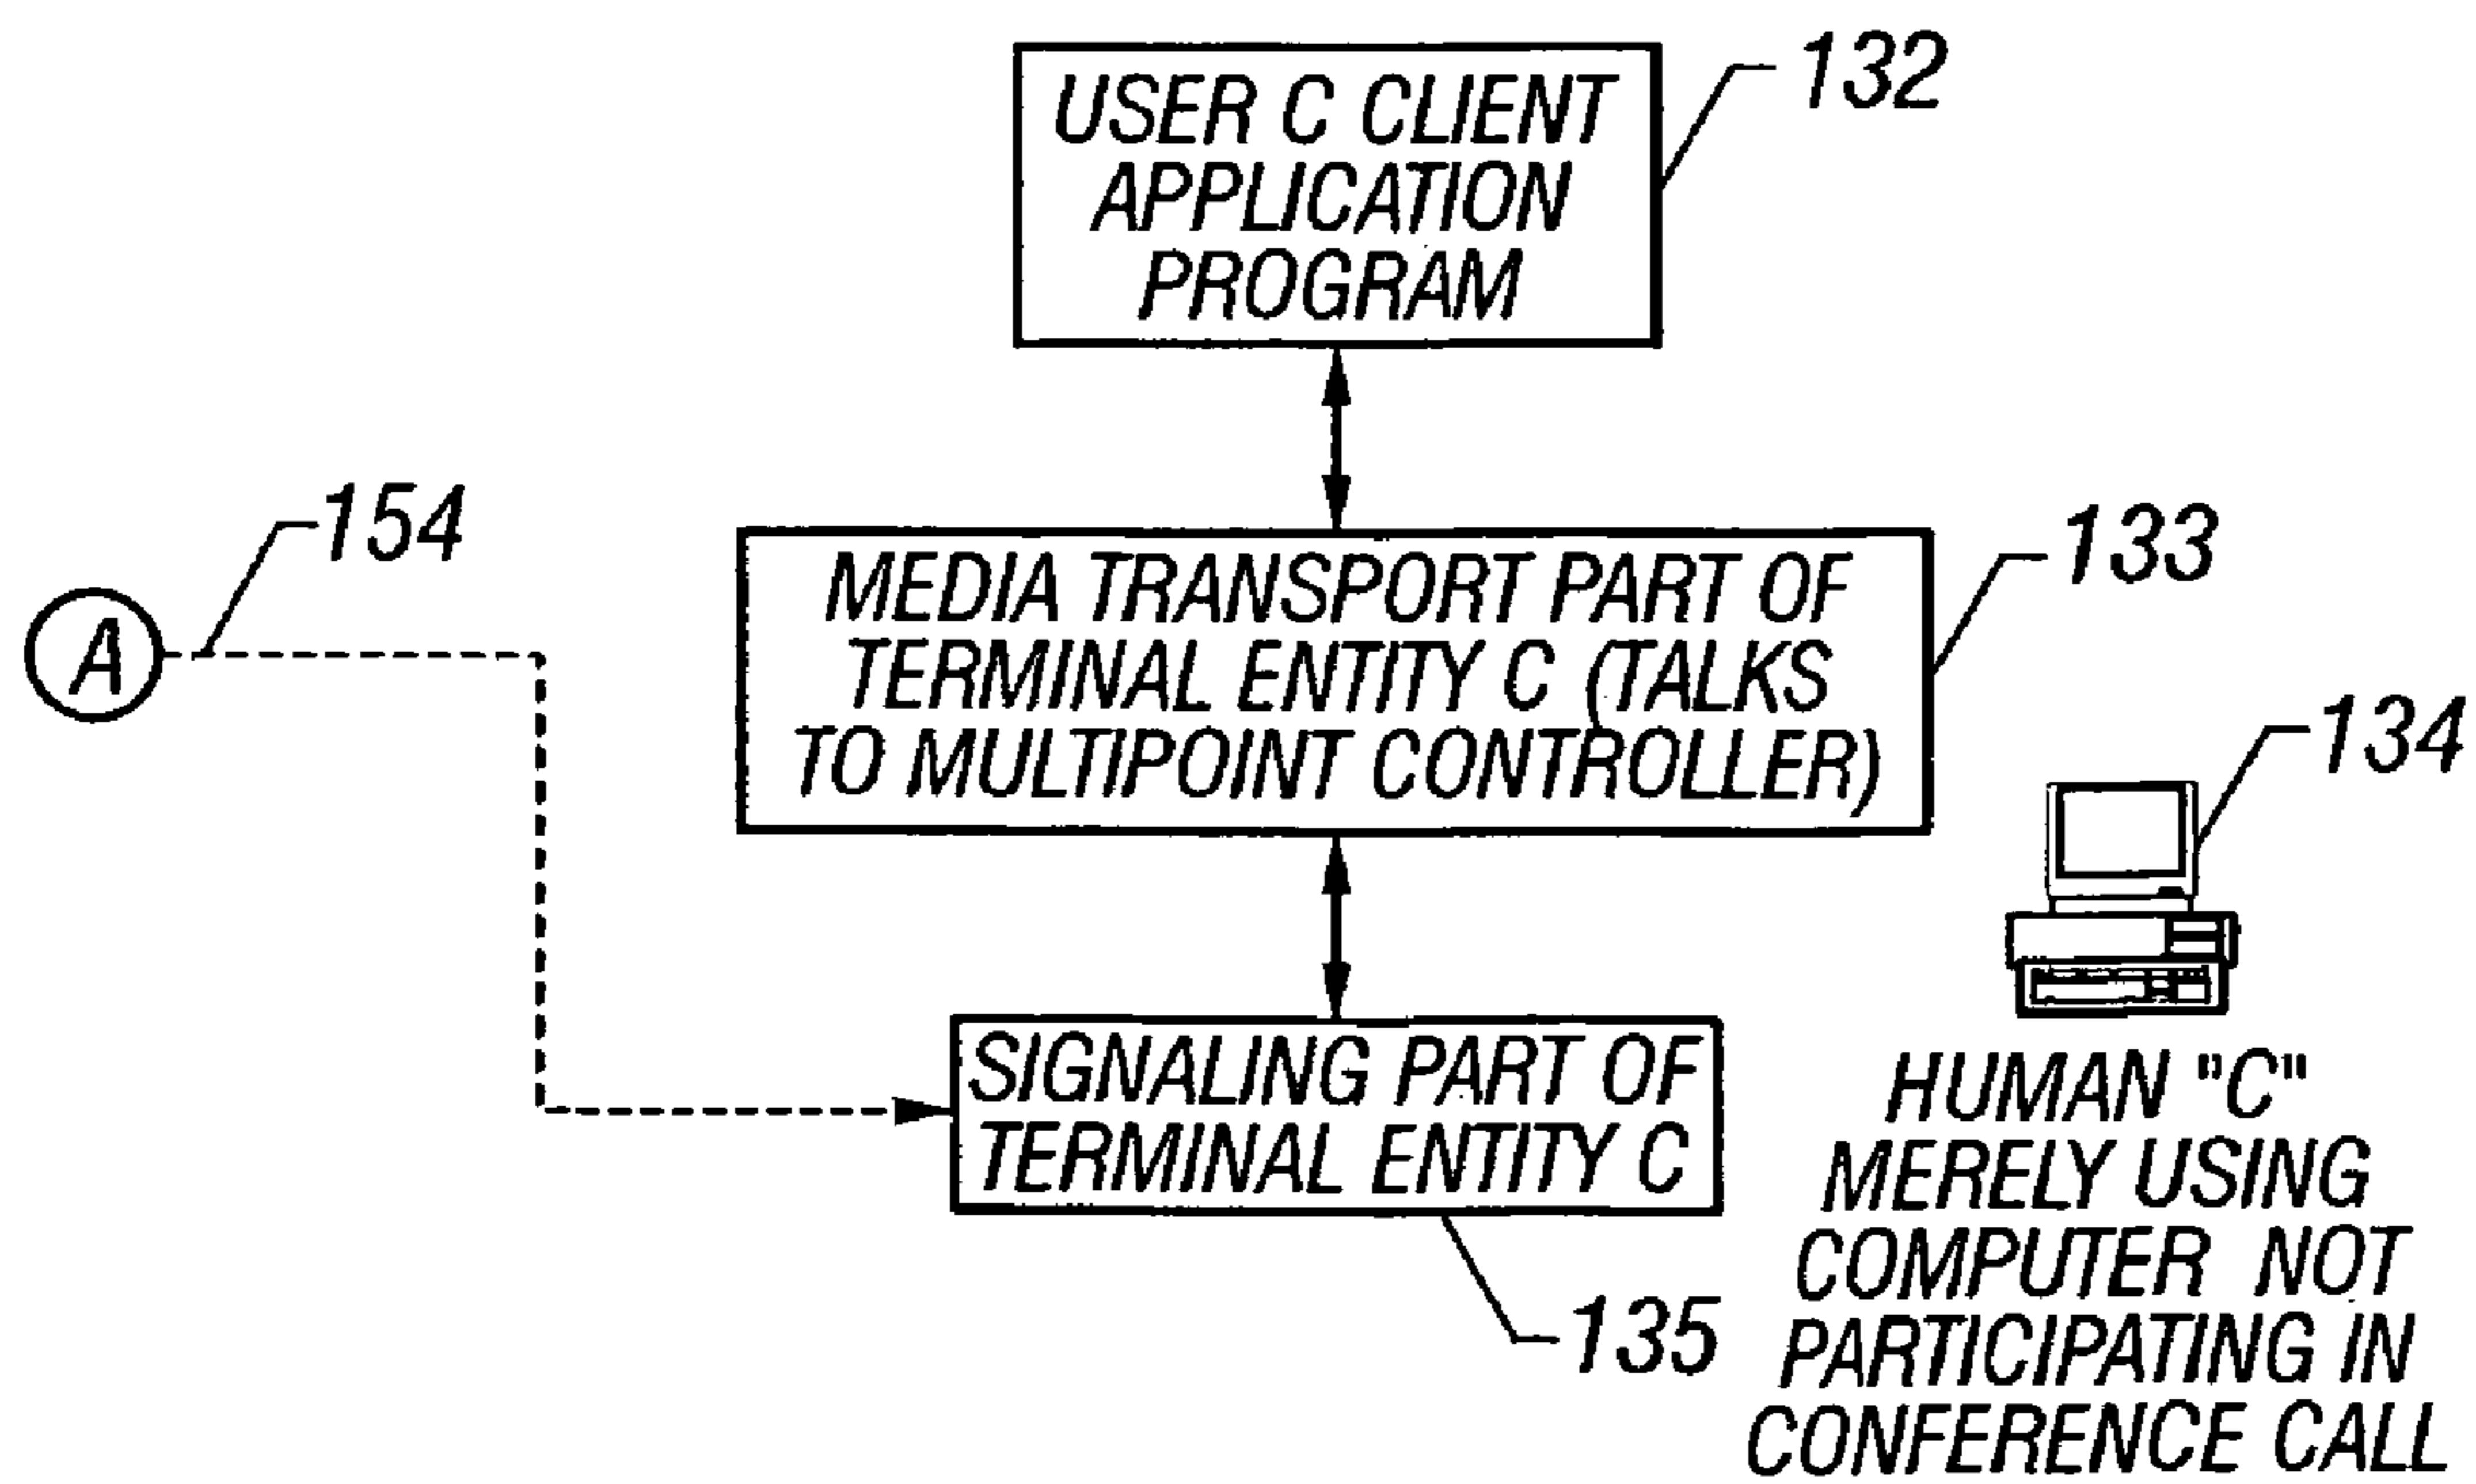 USER C CLIENT
APPLICATION
PROGRAM
132
154
A
MEDIA TRANSPORT PART OF
TERMINAL ENTITY C (TALKS
TO MULTIPOINT CONTROLLER)
133
134
SIGNALING PART OF
TERMINAL ENTITY C
135
HUMAN "C"
MERELY USING
COMPUTER NOT
PARTICIPATING IN
CONFERENCE CALL